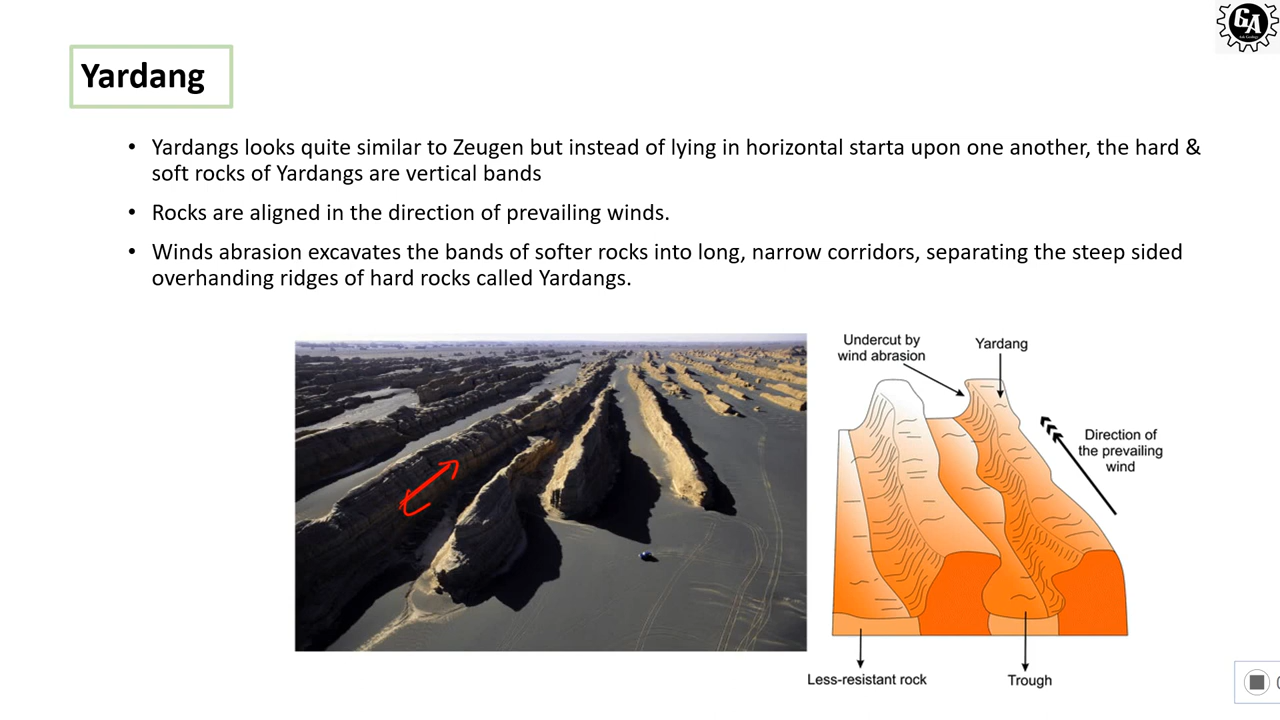 GA
Yardang
• Yardangs looks quite similar to Zeugen but instead of lying in horizontal starta upon one another, the hard &
soft rocks of Yardangs are vertical bands
• Rocks are aligned in the direction of prevailing winds.
• Winds abrasion excavates the bands of softer rocks into long, narrow corridors, separating the steep sided
overhanding ridges of hard rocks called Yardangs.
Undercut by
wind abrasion
Yardang
Direction of
the prevailing
wind
Less-resistant rock
Trough